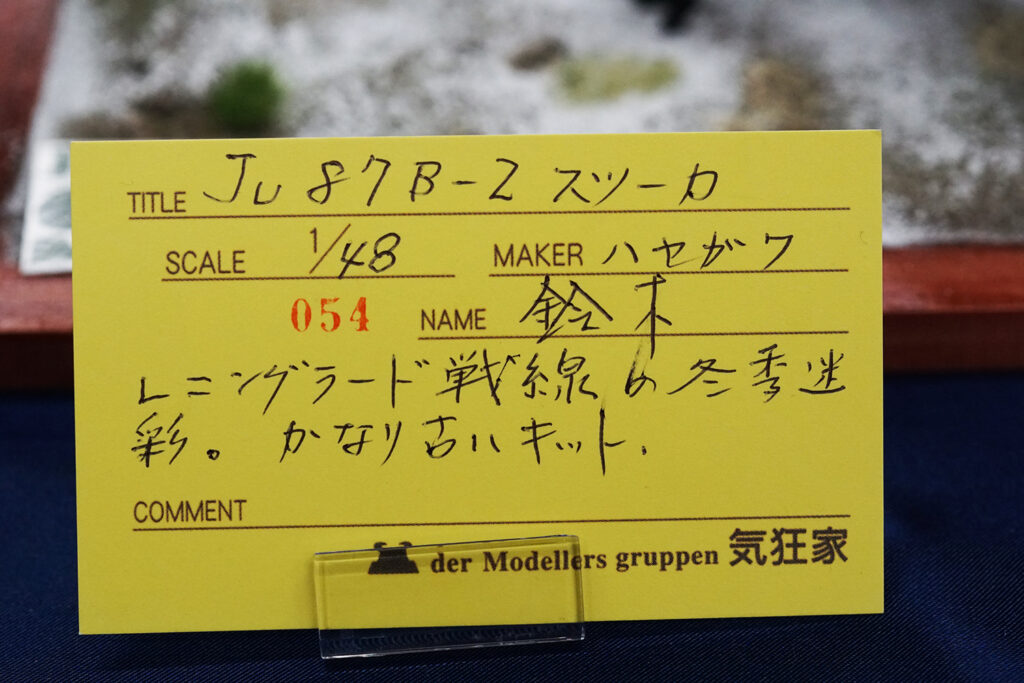 TITLE Ju 87 B-2 スツーカ
SCALE 1/48 MAKER ハセガワ
054 NAME 鈴木
レニングラード戦線の冬季迷
彩。かなり古いキット.
COMMENT
der Modellers gruppen 気狂家